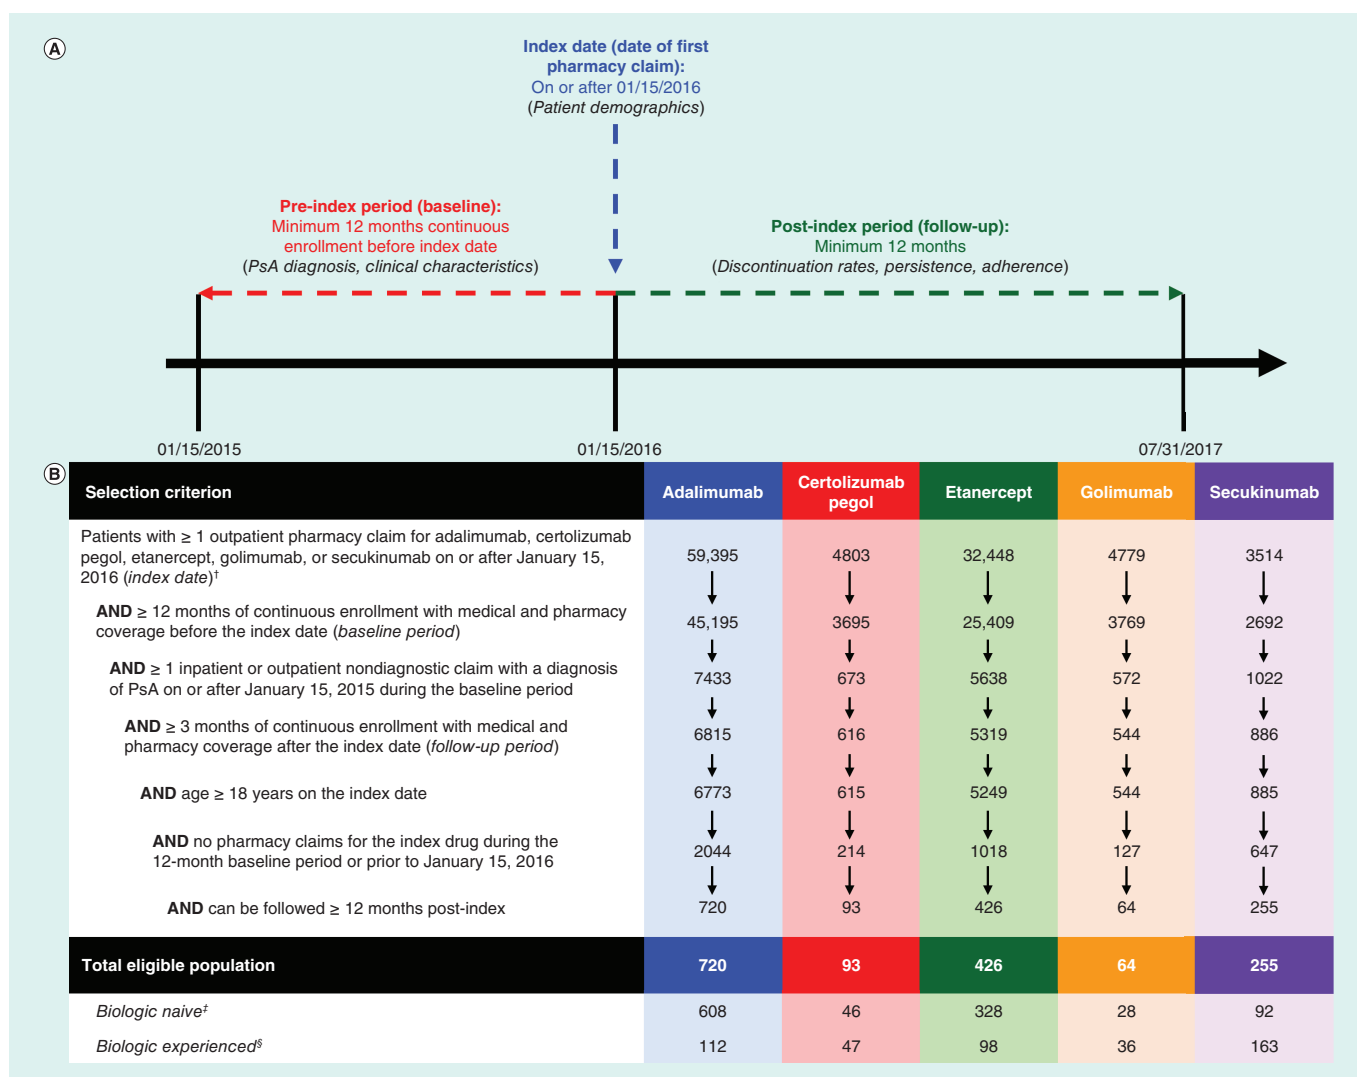 A
Index date (date of first
pharmacy claim):
On or after 01/15/2016
(Patient demographics)
Pre-index period (baseline):
Minimum 12 months continuous
enrollment before index date
(PsA diagnosis, clinical characteristics)
Post-index period (follow-up):
Minimum 12 months
(Discontinuation rates, persistence, adherence)
01/15/2015 01/15/2016 07/31/2017
B
Selection criterion Adalimumab Certolizumab pegol Etanercept Golimumab Secukinumab
Patients with ≥ 1 outpatient pharmacy claim for adalimumab, certolizumab
pegol, etanercept, golimumab, or secukinumab on or after January 15,
2016 (index date)†
59,395 4803 32,448 4779 3514
AND ≥ 12 months of continuous enrollment with medical and pharmacy
coverage before the index date (baseline period)
45,195 3695 25,409 3769 2692
AND ≥ 1 inpatient or outpatient nondiagnostic claim with a diagnosis
of PsA on or after January 15, 2015 during the baseline period
7433 673 5638 572 1022
AND ≥ 3 months of continuous enrollment with medical and
pharmacy coverage after the index date (follow-up period)
6815 616 5319 544 886
AND age ≥ 18 years on the index date 6773 615 5249 544 885
AND no pharmacy claims for the index drug during the
12-month baseline period or prior to January 15, 2016
2044 214 1018 127 647
AND can be followed ≥ 12 months post-index 720 93 426 64 255
Total eligible population 720 93 426 64 255
Biologic naive‡ 608 46 328 28 92
Biologic experienced§ 112 47 98 36 163